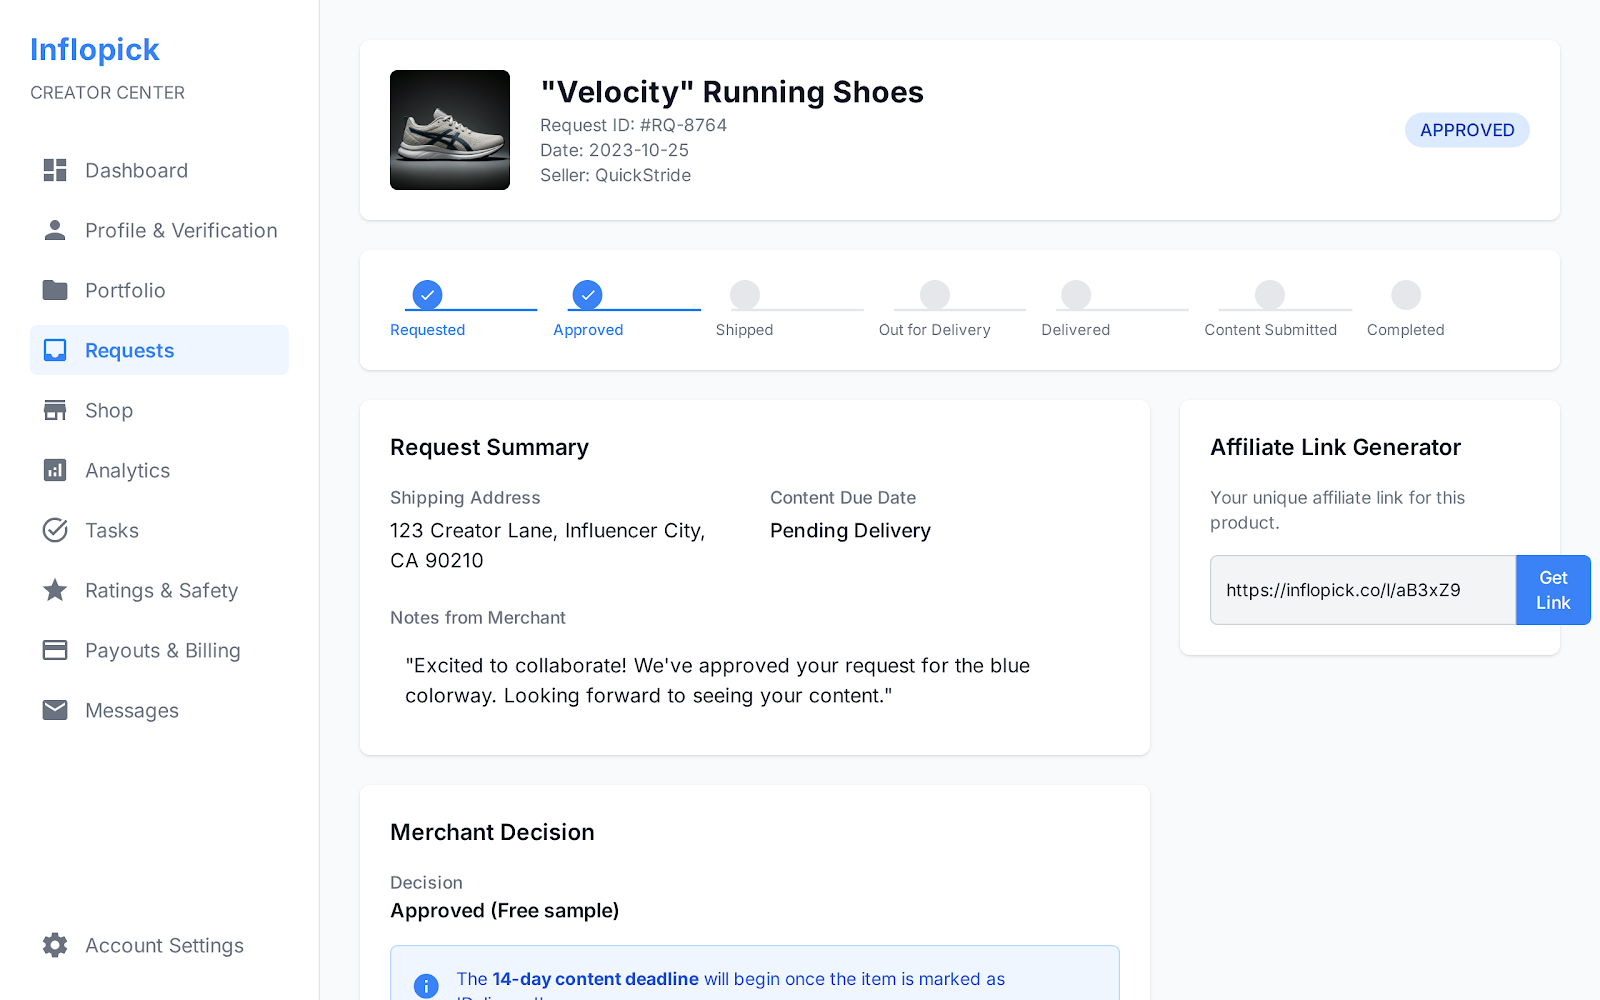 Inflopick
CREATOR CENTER
Dashboard
Profile & Verification
Portfolio
Requests
Shop
Analytics
Tasks
Ratings & Safety
Payouts & Billing
Messages
Account Settings
"Velocity" Running Shoes
Request ID: #RQ-8764
Date: 2023-10-25
Seller: QuickStride
APPROVED
Requested
Approved
Shipped
Out for Delivery
Delivered
Content Submitted
Completed
Request Summary
Shipping Address
123 Creator Lane, Influencer City,
CA 90210
Content Due Date
Pending Delivery
Notes from Merchant
"Excited to collaborate! We've approved your request for the blue
colorway. Looking forward to seeing your content."
Affiliate Link Generator
Your unique affiliate link for this
product.
https://inflopick.co/l/aB3xZ9
Get
Link
Merchant Decision
Decision
Approved (Free sample)
The 14-day content deadline will begin once the item is marked as